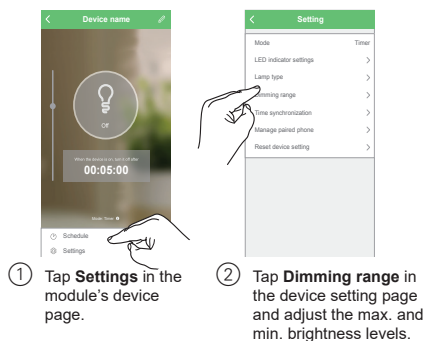 Device name
Off
When the device is on, turn it off after
00:05:00
Mode: Timer
Schedule
Settings
Setting
Mode Timer
LED indicator settings
Lamp type
Dimming range
Time synchronization
Manage paired phone
Reset device setting
1 Tap Settings in the
module's device
page.
2 Tap Dimming range in
the device setting page
and adjust the max. and
min. brightness levels.